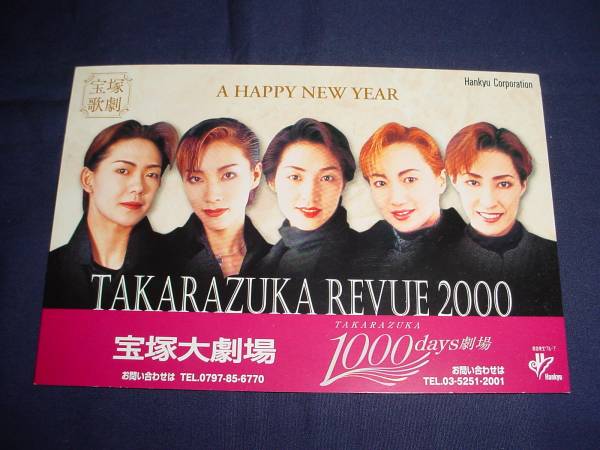 宝塚
歌劇
A HAPPY NEW YEAR
Hankyu Corporation
TAKARAZUKA REVUE 2000
宝塚大劇場
お問い合わせは TEL.0797-85-6770
TAKARAZUKA
1000days劇場
お問い合わせは
TEL.03-5251-2001
Hankyu